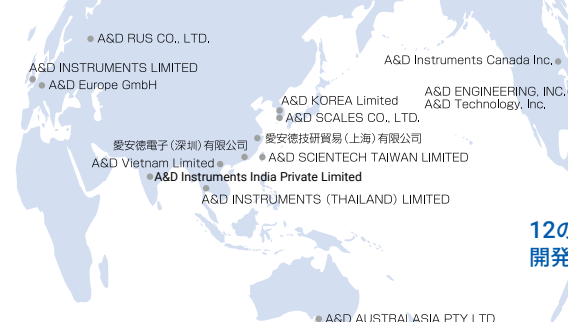 A&D RUS CO., LTD.
A&D Instruments Canada Inc.
A&D INSTRUMENTS LIMITED
A&D Europe GmbH
A&D ENGINEERING, INC.
A&D Technology, Inc.
A&D KOREA Limited
A&D SCALES CO., LTD.
愛安德技研貿易（上海）有限公司
愛安德電子（深圳）有限公司
A&D SCIENTECH TAIWAN LIMITED
A&D Vietnam Limited
A&D Instruments India Private Limited
A&D INSTRUMENTS（THAILAND）LIMITED
12の
開発
A&D AUSTRALASIA PTY LTD